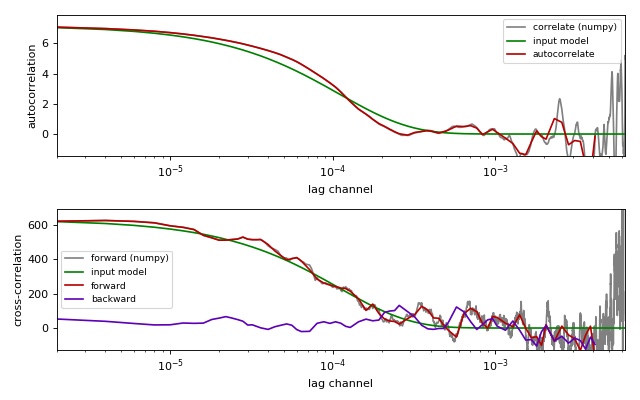 autocorrelation
6
4
2
0
correlate (numpy)
input model
autocorrelate
10⁻⁵ 10⁻⁴ 10⁻³
lag channel
cross-correlation
600
400
200
0
forward (numpy)
input model
forward
backward
10⁻⁵ 10⁻⁴ 10⁻³
lag channel